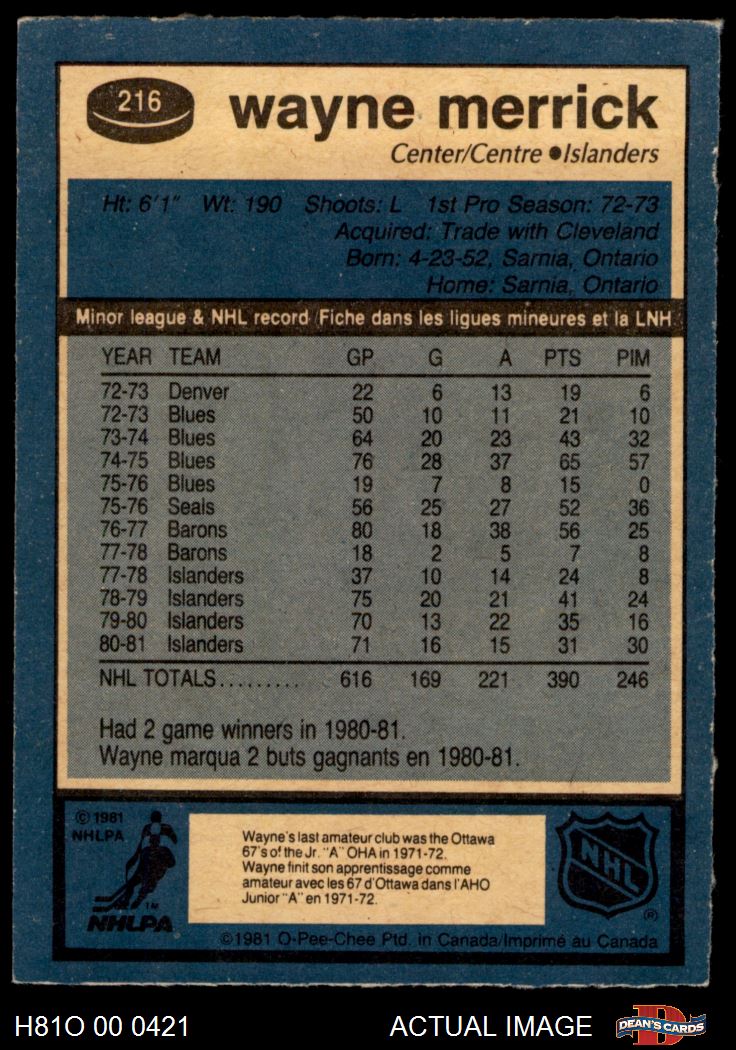 216
wayne merrick
Center/Centre ●Islanders
Ht: 6'1" Wt: 190 Shoots: L 1st Pro Season: 72-73
Acquired: Trade with Cleveland
Born: 4-23-52, Sarnia, Ontario
Home: Sarnia, Ontario
Minor league & NHL record/Fiche dans les ligues mineures et la LNH
YEAR TEAM GP G A PTS PIM
72-73 Denver 22 6 13 19 6
72-73 Blues 50 10 11 21 10
73-74 Blues 64 20 23 43 32
74-75 Blues 76 28 37 65 57
75-76 Blues 19 7 8 15 0
75-76 Seals 56 25 27 52 36
76-77 Barons 80 18 38 56 25
77-78 Barons 18 2 5 7 8
77-78 Islanders 37 10 14 24 8
78-79 Islanders 75 20 21 41 24
79-80 Islanders 70 13 22 35 16
80-81 Islanders 71 16 15 31 30
NHL TOTALS......... 616 169 221 390 246
Had 2 game winners in 1980-81.
Wayne marqua 2 buts gagnants en 1980-81.
© 1981
NHLPA
TM
NHLPA
Wayne's last amateur club was the Ottawa
67's of the Jr. "A" OHA in 1971-72.
Wayne finit son apprentissage comme
amateur avec les 67 d'Ottawa dans l'AHO
Junior "A" en 1971-72.
NHL
®
©1981 O-Pee-Chee Ptd. in Canada/Imprimé au Canada
H81O 00 0421
ACTUAL IMAGE
D
DEAN'S CARDS